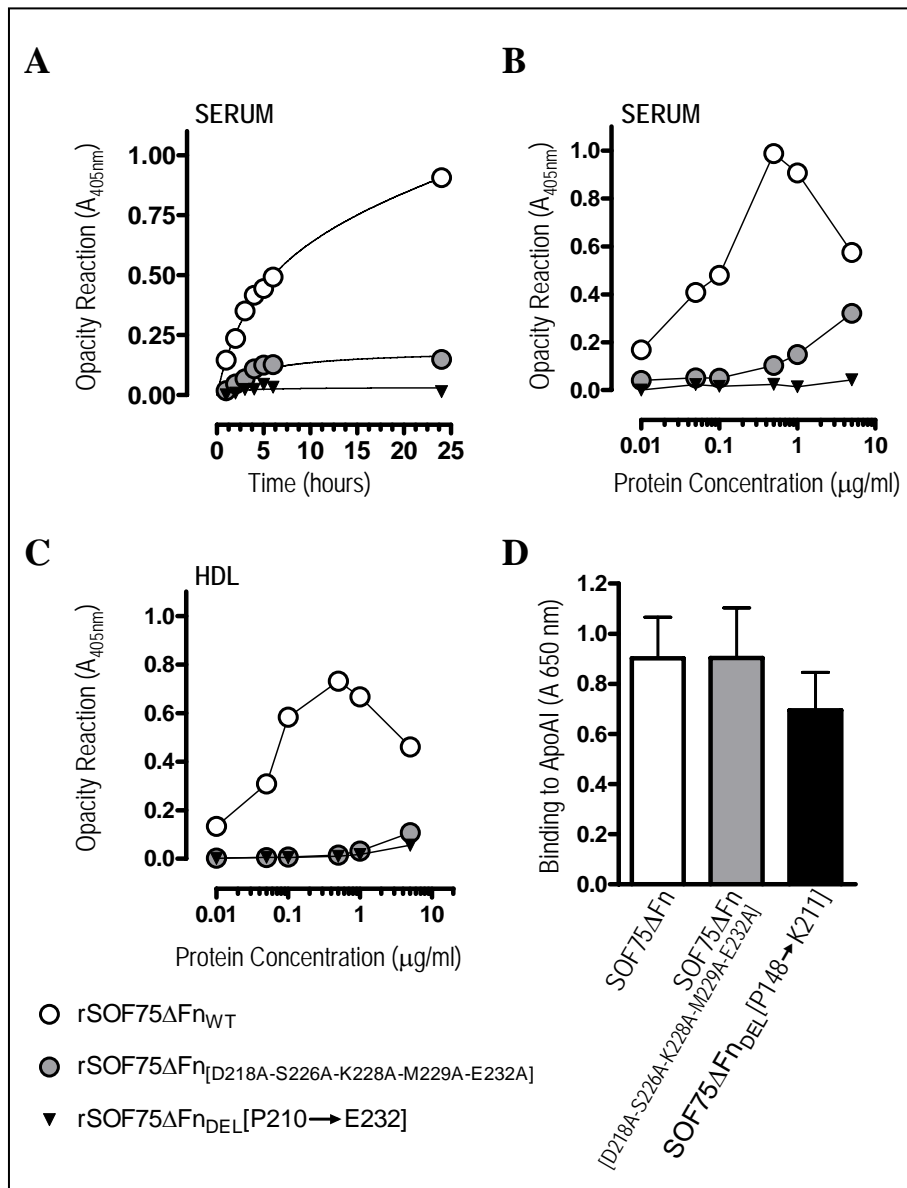 A
SERUM
Opacity Reaction (A405nm)
1.00
0.75
0.50
0.25
0.00
0 5 10 15 20 25
Time (hours)
B
SERUM
Opacity Reaction (A405nm)
1.0
0.8
0.6
0.4
0.2
0.0
0.01 0.1 1 10
Protein Concentration (μg/ml)
C
HDL
Opacity Reaction (A405nm)
1.0
0.8
0.6
0.4
0.2
0.0
0.01 0.1 1 10
Protein Concentration (μg/ml)
D
Binding to ApoAI (A 650 nm)
1.2
1.0
0.8
0.6
0.4
0.2
0.0
SOF75ΔFn
SOF75ΔFn
[D218A-S226A-K228A-M229A-E232A]
SOF75ΔFnDEL[P148→K211]
rSOF75ΔFnWT
rSOF75ΔFn[D218A-S226A-K228A-M229A-E232A]
rSOF75ΔFnDEL[P210→E232]